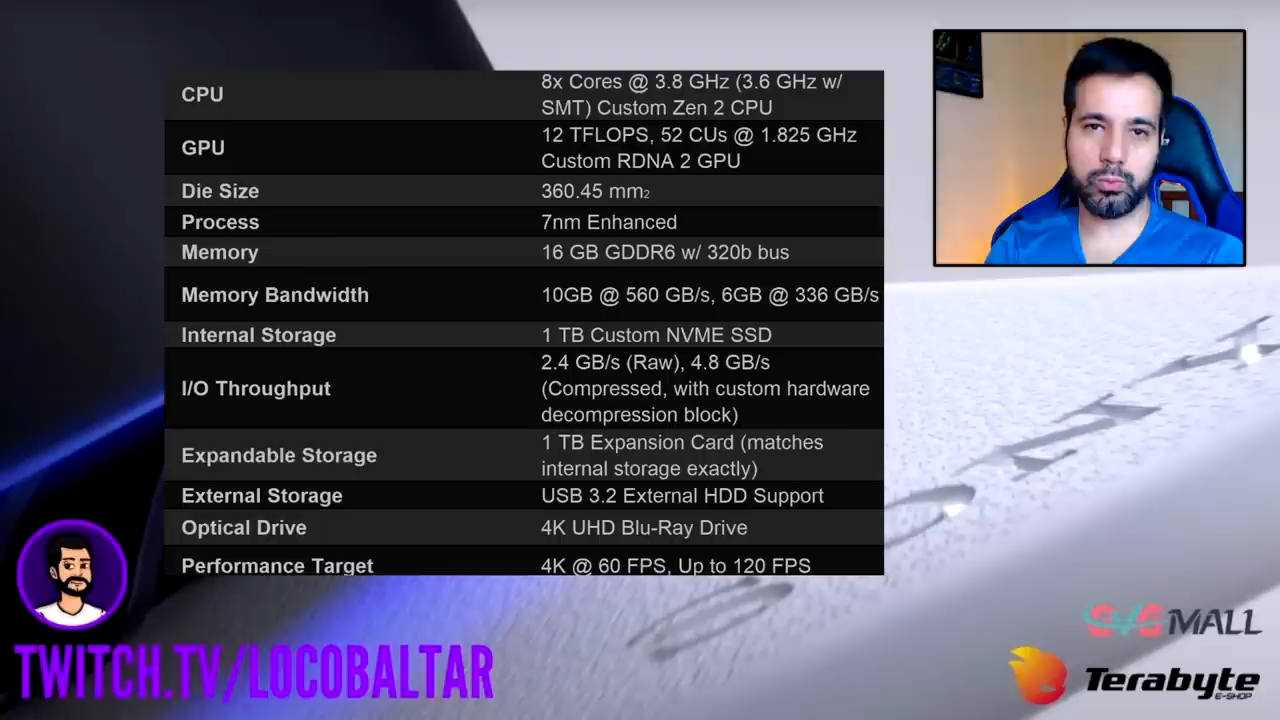 CPU
8x Cores @ 3.8 GHz (3.6 GHz w/
SMT) Custom Zen 2 CPU
GPU
12 TFLOPS, 52 CUs @ 1.825 GHz
Custom RDNA 2 GPU
Die Size
360.45 mm2
Process
7nm Enhanced
Memory
16 GB GDDR6 w/ 320b bus
Memory Bandwidth
10GB @ 560 GB/s, 6GB @ 336 GB/s
Internal Storage
1 TB Custom NVME SSD
I/O Throughput
2.4 GB/s (Raw), 4.8 GB/s
(Compressed, with custom hardware
decompression block)
Expandable Storage
1 TB Expansion Card (matches
internal storage exactly)
External Storage
USB 3.2 External HDD Support
Optical Drive
4K UHD Blu-Ray Drive
Performance Target
4K @ 60 FPS, Up to 120 FPS
TWITCH.TV/LOCOBALTAR
MALL
Terabyte
E-SHOP